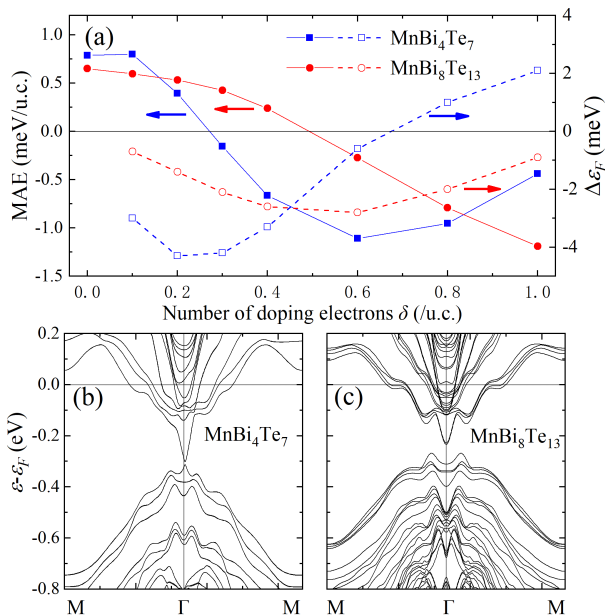 (a)
MnBi4Te7
MnBi8Te13
MAE (meV/u.c.)
1.0
0.5
0.0
-0.5
-1.0
-1.5
4
2
0
-2
-4
ΔεF (meV)
0.0 0.2 0.4 0.6 0.8 1.0
Number of doping electrons δ (/u.c.)
ε-εF (eV)
0.2
0.0
-0.2
-0.4
-0.6
-0.8
(b)
MnBi4Te7
M Γ M
(c)
MnBi8Te13
M Γ M